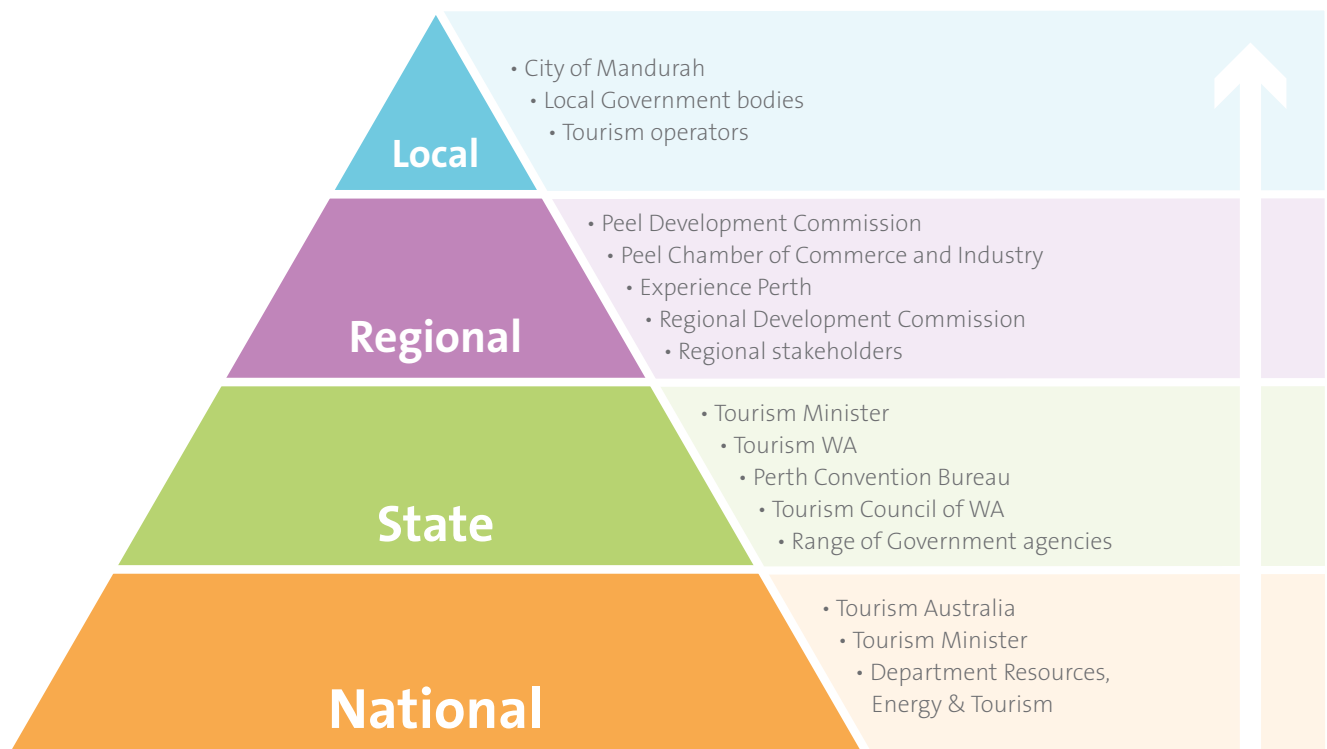 • City of Mandurah
• Local Government bodies
• Tourism operators
Local
• Peel Development Commission
• Peel Chamber of Commerce and Industry
• Experience Perth
• Regional Development Commission
• Regional stakeholders
Regional
• Tourism Minister
• Tourism WA
• Perth Convention Bureau
• Tourism Council of WA
• Range of Government agencies
State
• Tourism Australia
• Tourism Minister
• Department Resources,
Energy & Tourism
National